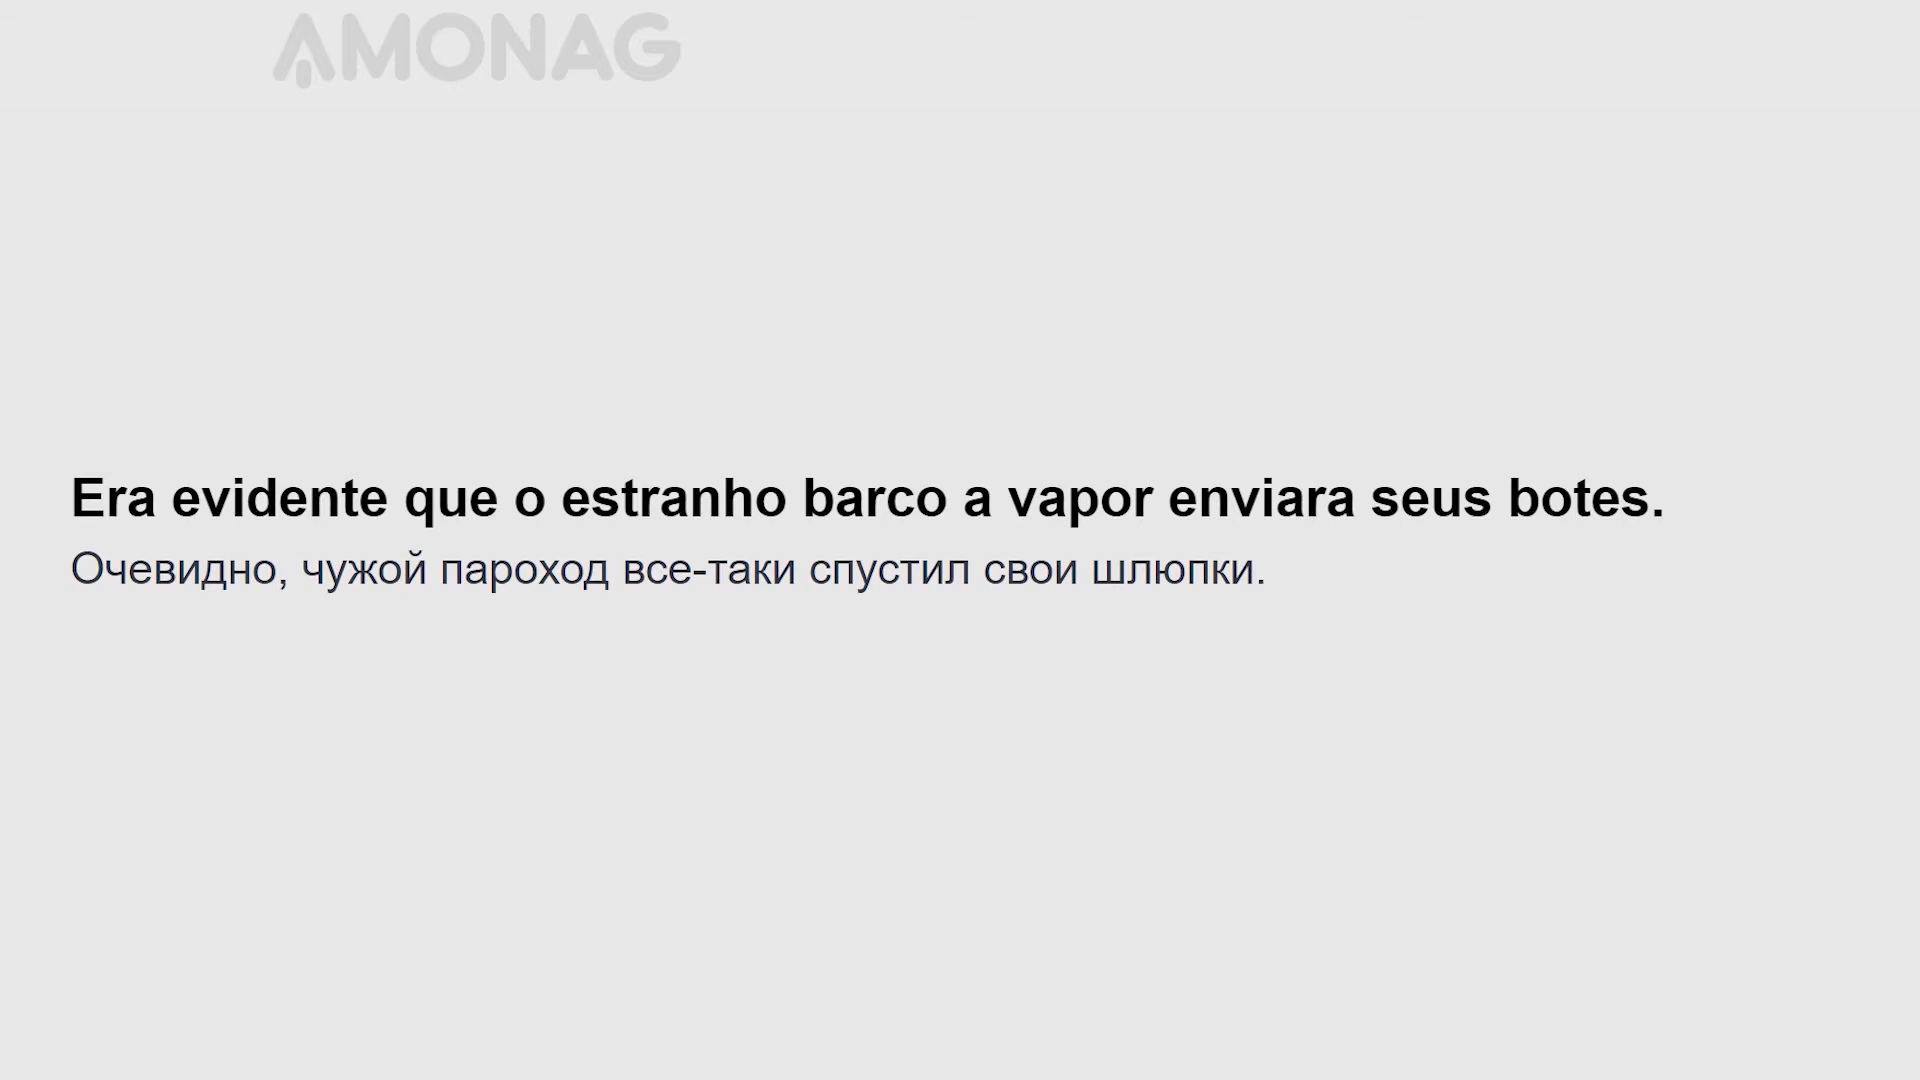 AMONAG
Era evidente que o estranho barco a vapor enviara seus botes.
Очевидно, чужой пароход все-таки спустил свои шлюпки.